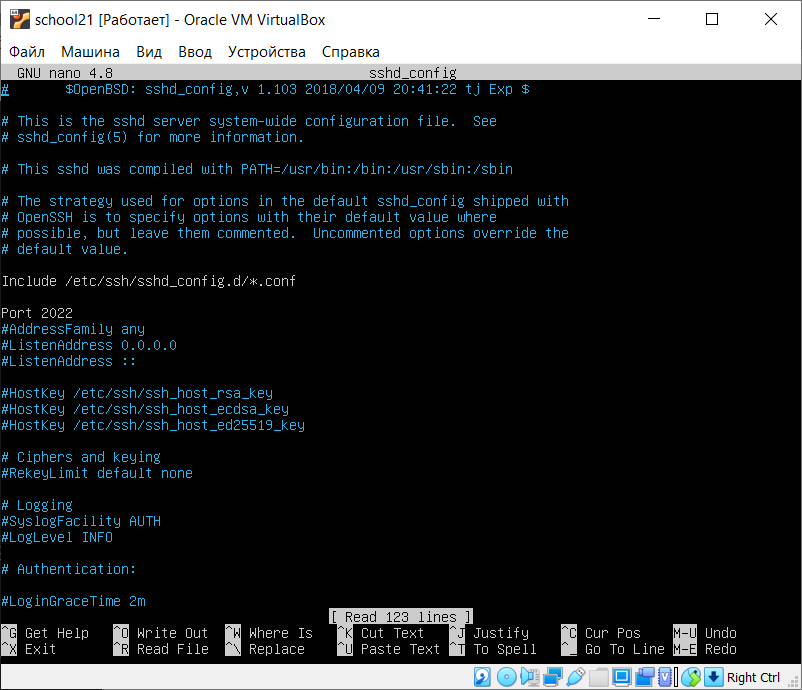 school21 [Работает] - Oracle VM VirtualBox
Файл Машина Вид Ввод Устройства Справка
GNU nano 4.8 sshd_config
# $OpenBSD: sshd_config,v 1.103 2018/04/09 20:41:22 tj Exp $
# This is the sshd server system-wide configuration file.  See
# sshd_config(5) for more information.
# This sshd was compiled with PATH=/usr/bin:/bin:/usr/sbin:/sbin
# The strategy used for options in the default sshd_config shipped with
# OpenSSH is to specify options with their default value where
# possible, but leave them commented.  Uncommented options override the
# default value.
Include /etc/ssh/sshd_config.d/*.conf
Port 2022
#AddressFamily any
#ListenAddress 0.0.0.0
#ListenAddress ::
#HostKey /etc/ssh/ssh_host_rsa_key
#HostKey /etc/ssh/ssh_host_ecdsa_key
#HostKey /etc/ssh/ssh_host_ed25519_key
# Ciphers and keying
#RekeyLimit default none
# Logging
#SyslogFacility AUTH
#LogLevel INFO
# Authentication:
#LoginGraceTime 2m
[ Read 123 lines ]
^G Get Help ^O Write Out ^W Where Is ^K Cut Text ^J Justify ^C Cur Pos M-U Undo
^X Exit ^R Read File ^\ Replace ^U Paste Text ^T To Spell ^_ Go To Line M-E Redo
Right Ctrl